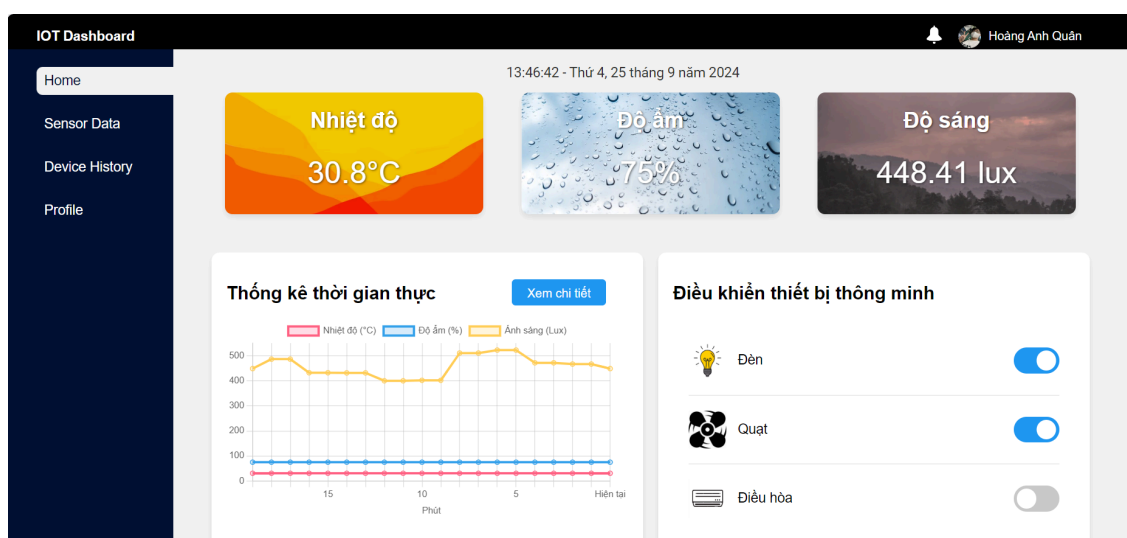 IOT Dashboard
Hoàng Anh Quân
Home
Sensor Data
Device History
Profile
13:46:42 - Thứ 4, 25 tháng 9 năm 2024
Nhiệt độ
30.8°C
Độ ẩm
75%
Độ sáng
448.41 lux
Thống kê thời gian thực
Xem chi tiết
Nhiệt độ (°C) Độ ẩm (%) Ánh sáng (Lux)
500
400
300
200
100
0
15 10 5 Hiện tại
Phút
Điều khiển thiết bị thông minh
Đèn
Quạt
Điều hòa